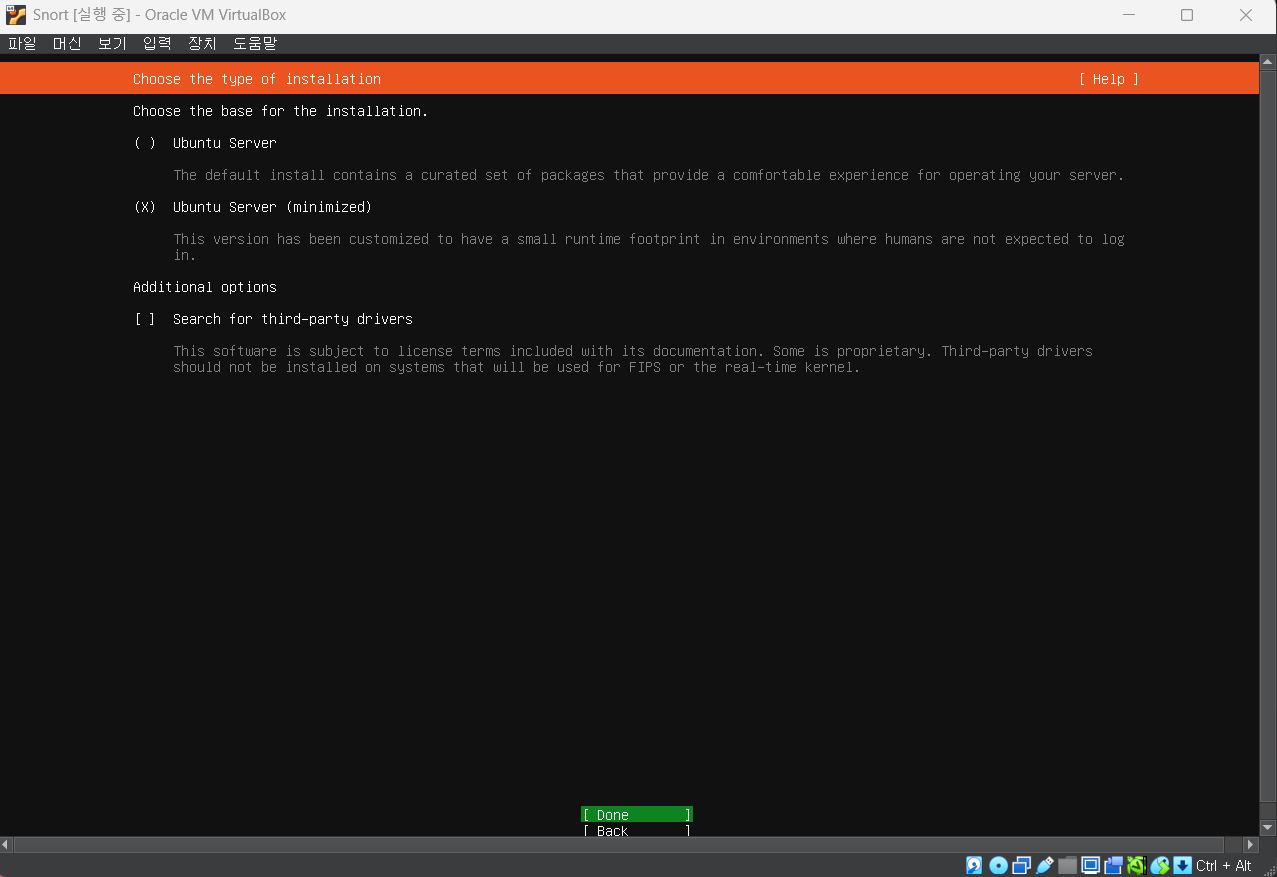 Snort [실행 중] - Oracle VM VirtualBox
파일 머신 보기 입력 장치 도움말
Choose the type of installation [ Help ]
Choose the base for the installation.
( ) Ubuntu Server
The default install contains a curated set of packages that provide a comfortable experience for operating your server.
(X) Ubuntu Server (minimized)
This version has been customized to have a small runtime footprint in environments where humans are not expected to log
in.
Additional options
[ ] Search for third-party drivers
This software is subject to license terms included with its documentation. Some is proprietary. Third-party drivers
should not be installed on systems that will be used for FIPS or the real-time kernel.
[ Done ]
[ Back ]
Ctrl + Alt